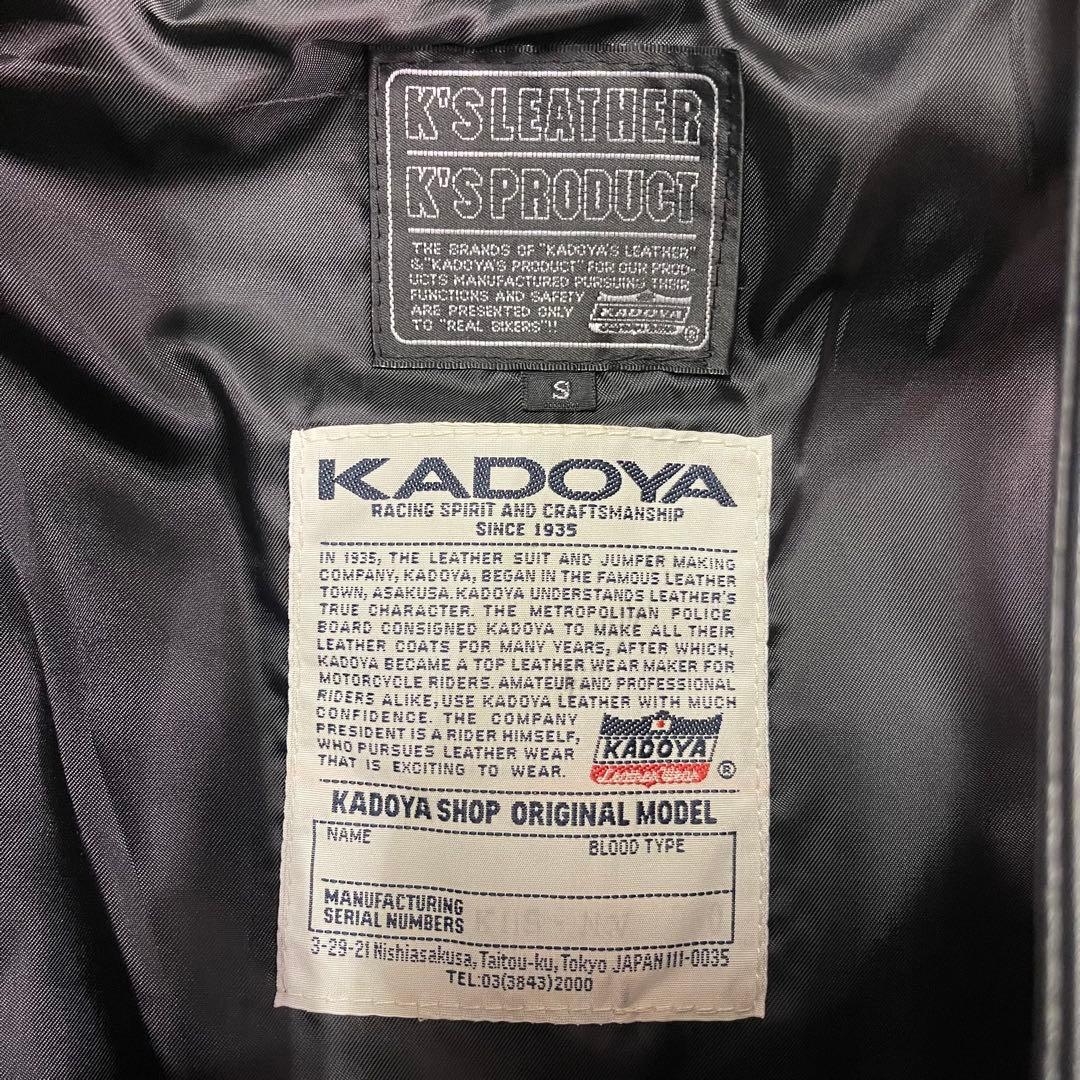 K'S LEATHER
K'S PRODUCT
THE BRANDS OF "KADOYA'S LEATHER"
& "KADOYA'S PRODUCT" FOR OUR PROD-
UCTS MANUFACTURED PURSUING THEIR
FUNCTIONS AND SAFETY
ARE PRESENTED ONLY
TO "REAL BIKERS"!!
KADOYA
®
S
KADOYA
RACING SPIRIT AND CRAFTSMANSHIP
SINCE 1935
IN 1935, THE LEATHER SUIT AND JUMPER MAKING
COMPANY, KADOYA, BEGAN IN THE FAMOUS LEATHER
TOWN, ASAKUSA. KADOYA UNDERSTANDS LEATHER'S
TRUE CHARACTER. THE METROPOLITAN POLICE
BOARD CONSIGNED KADOYA TO MAKE ALL THEIR
LEATHER COATS FOR MANY YEARS, AFTER WHICH,
KADOYA BECAME A TOP LEATHER WEAR MAKER FOR
MOTORCYCLE RIDERS. AMATEUR AND PROFESSIONAL
RIDERS ALIKE, USE KADOYA LEATHER WITH MUCH
CONFIDENCE. THE COMPANY
PRESIDENT IS A RIDER HIMSELF,
WHO PURSUES LEATHER WEAR
THAT IS EXCITING TO WEAR.
KADOYA
Leather Wear
®
KADOYA SHOP ORIGINAL MODEL
NAME
BLOOD TYPE
MANUFACTURING
SERIAL NUMBERS
3-29-21 Nishiasakusa, Taitou-ku, Tokyo JAPAN 111-0035
TEL:03(3843)2000